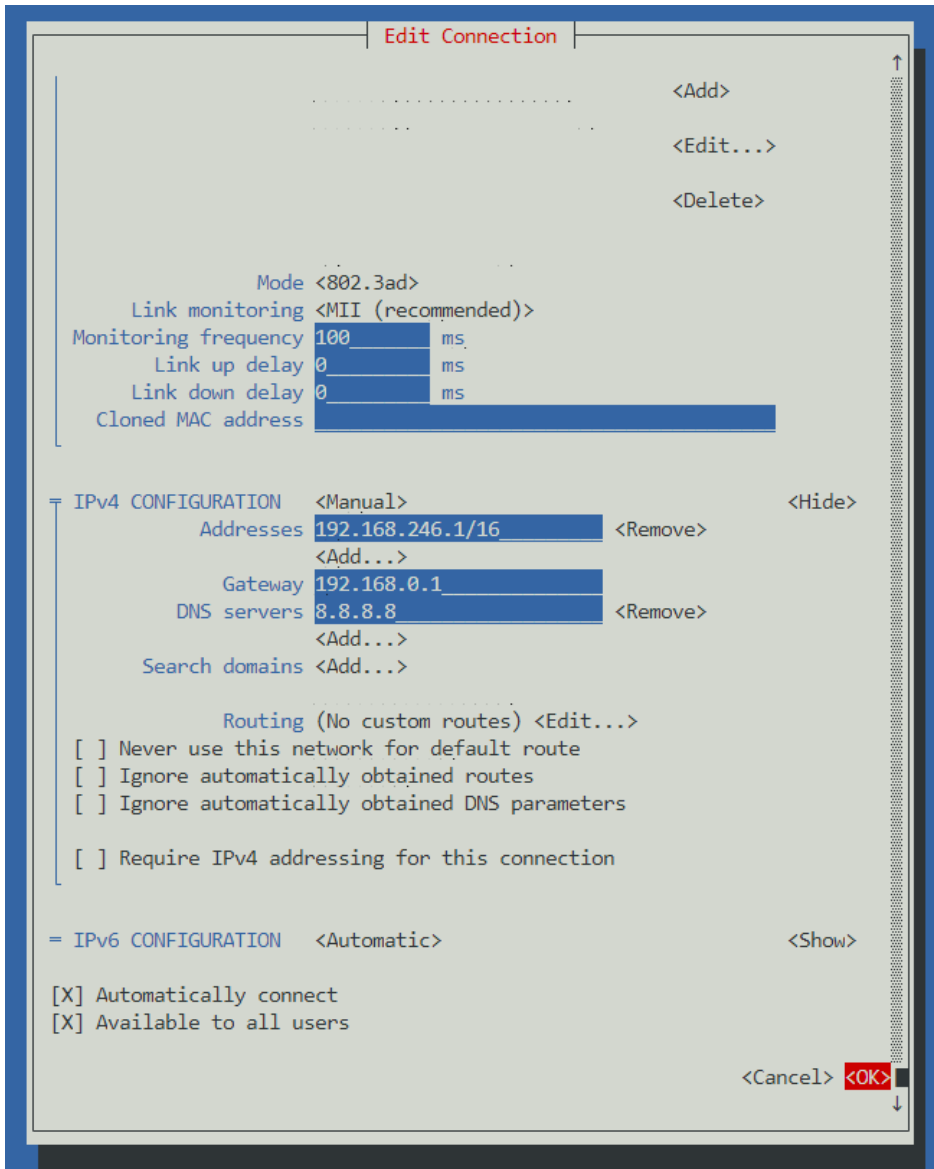 Edit Connection
↑
<Add>
<Edit...>
<Delete>
Mode <802.3ad>
Link monitoring <MII (recommended)>
Monitoring frequency 100 ms
Link up delay 0 ms
Link down delay 0 ms
Cloned MAC address
IPv4 CONFIGURATION <Manual> <Hide>
Addresses 192.168.246.1/16 <Remove>
<Add...>
Gateway 192.168.0.1
DNS servers 8.8.8.8 <Remove>
<Add...>
Search domains <Add...>
Routing (No custom routes) <Edit...>
[ ] Never use this network for default route
[ ] Ignore automatically obtained routes
[ ] Ignore automatically obtained DNS parameters
[ ] Require IPv4 addressing for this connection
= IPv6 CONFIGURATION <Automatic> <Show>
[X] Automatically connect
[X] Available to all users
<Cancel> <OK>
↓